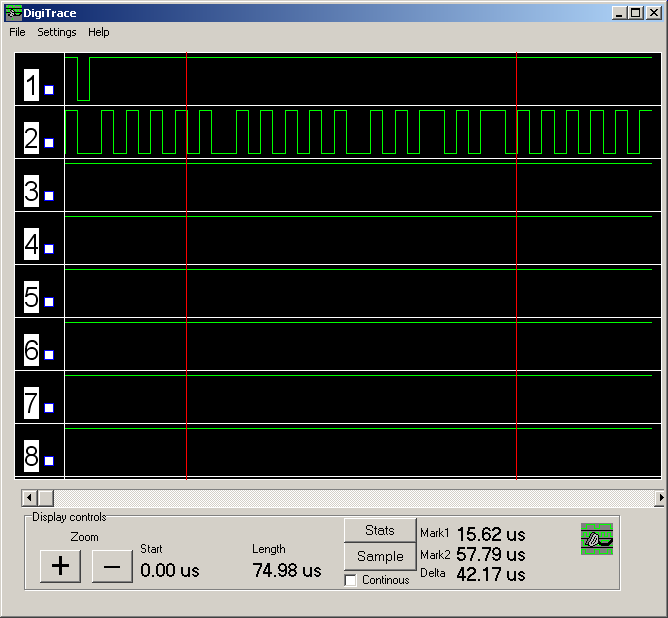 DigiTrace
File Settings Help
1
2
3
4
5
6
7
8
Display controls
Zoom
+ −
Start
0.00 us
Length
74.98 us
Stats
Sample
Continous
Mark1 15.62 us
Mark2 57.79 us
Delta 42.17 us